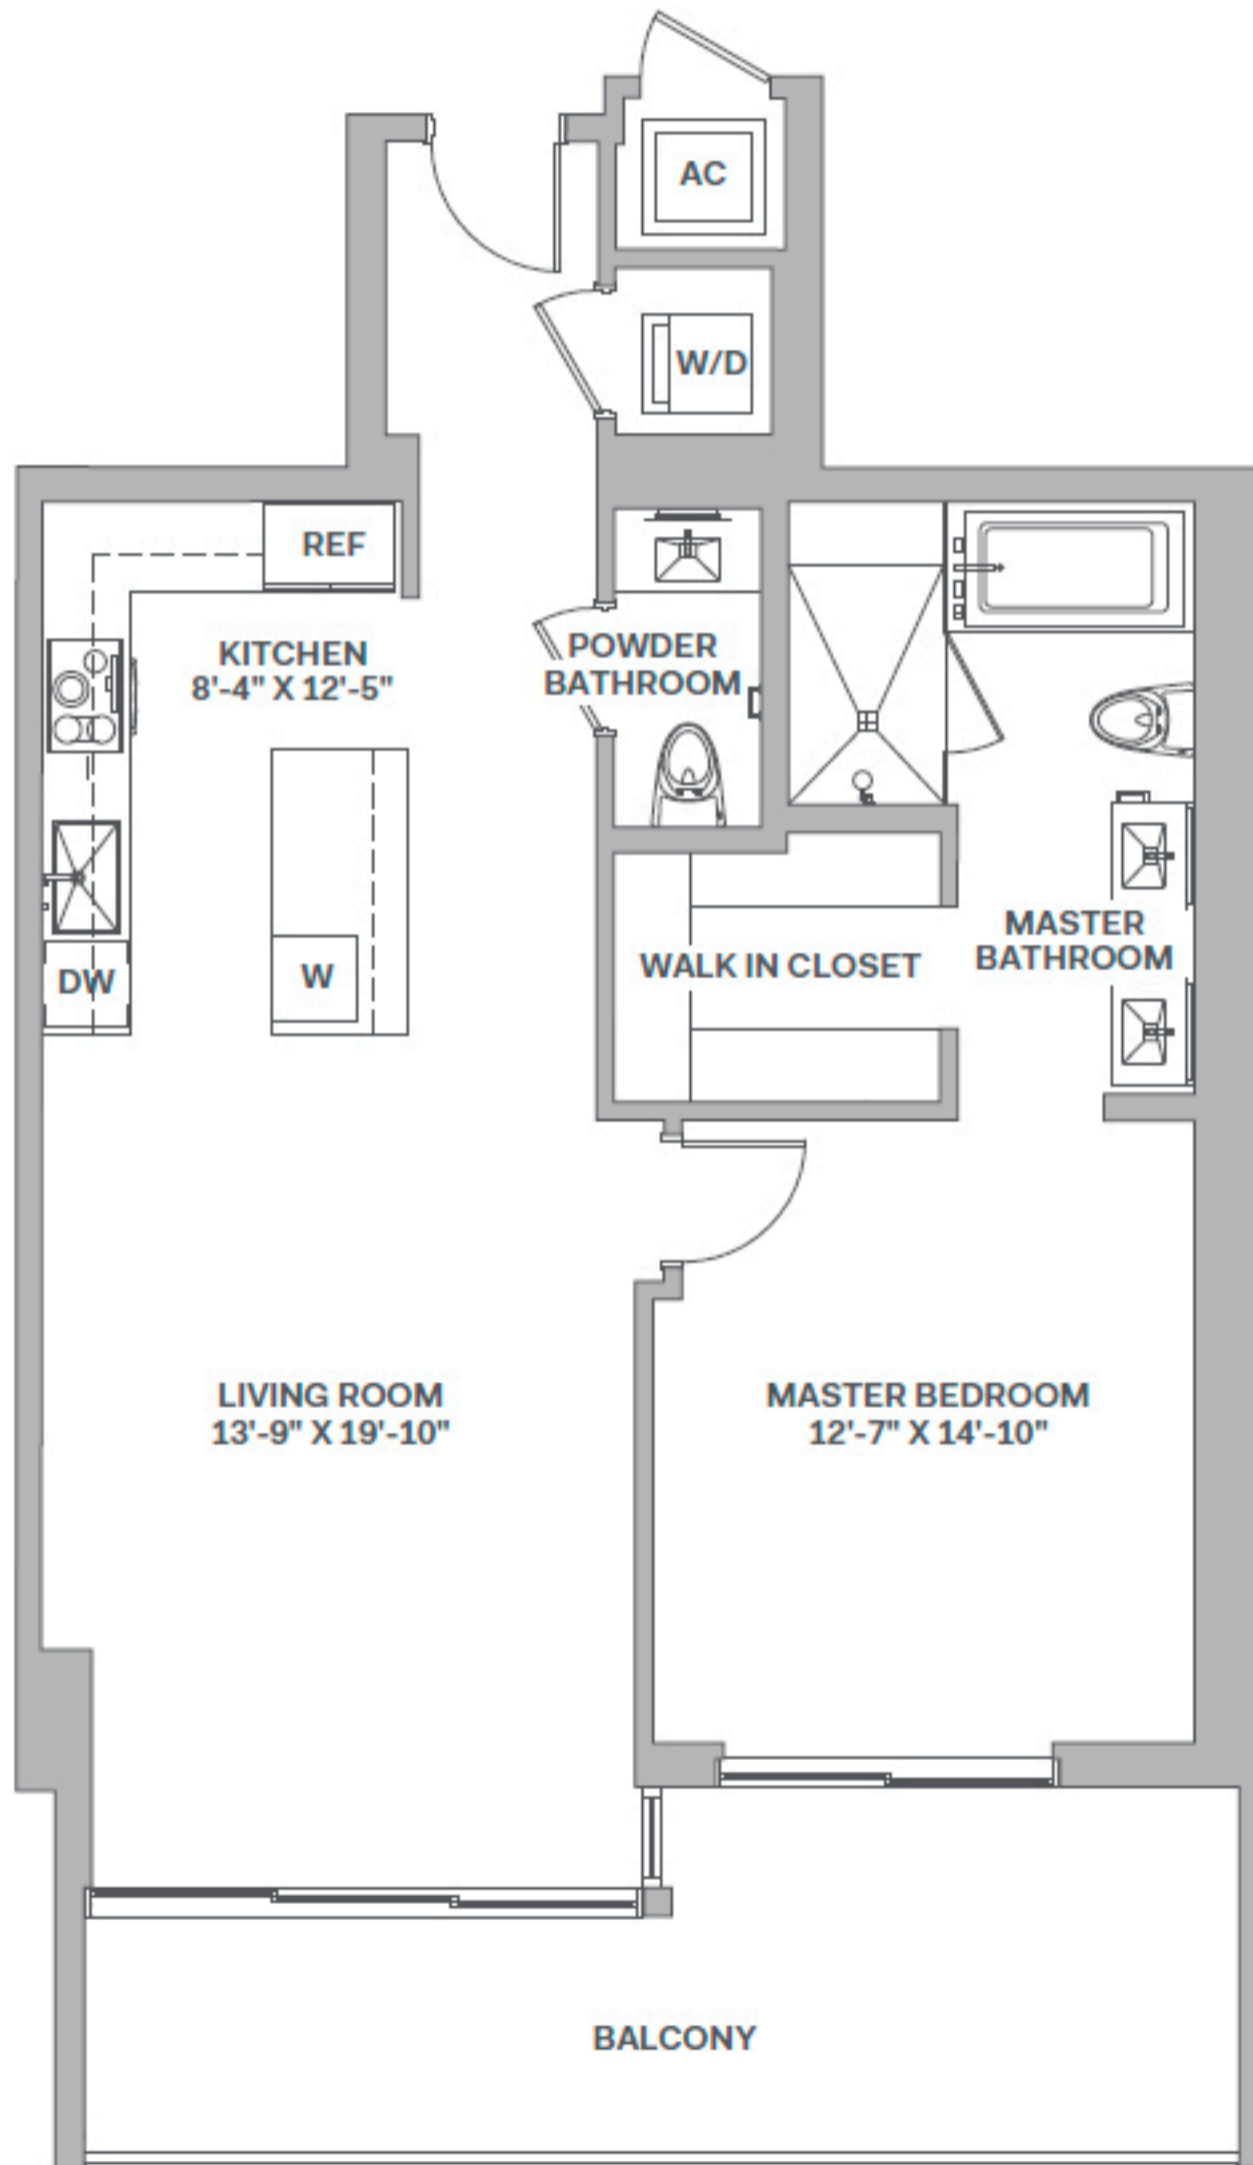 AC
W/D
REF
KITCHEN
8'-4" X 12'-5"
POWDER
BATHROOM
DW
W
WALK IN CLOSET
MASTER
BATHROOM
LIVING ROOM
13'-9" X 19'-10"
MASTER BEDROOM
12'-7" X 14'-10"
BALCONY